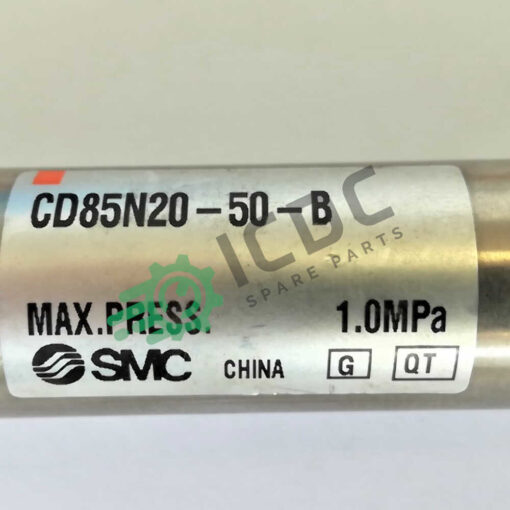 CD85N20-50-B
ICDC
SPARE PARTS
MAX.PRESS. 1.0MPa
SMC CHINA G QT